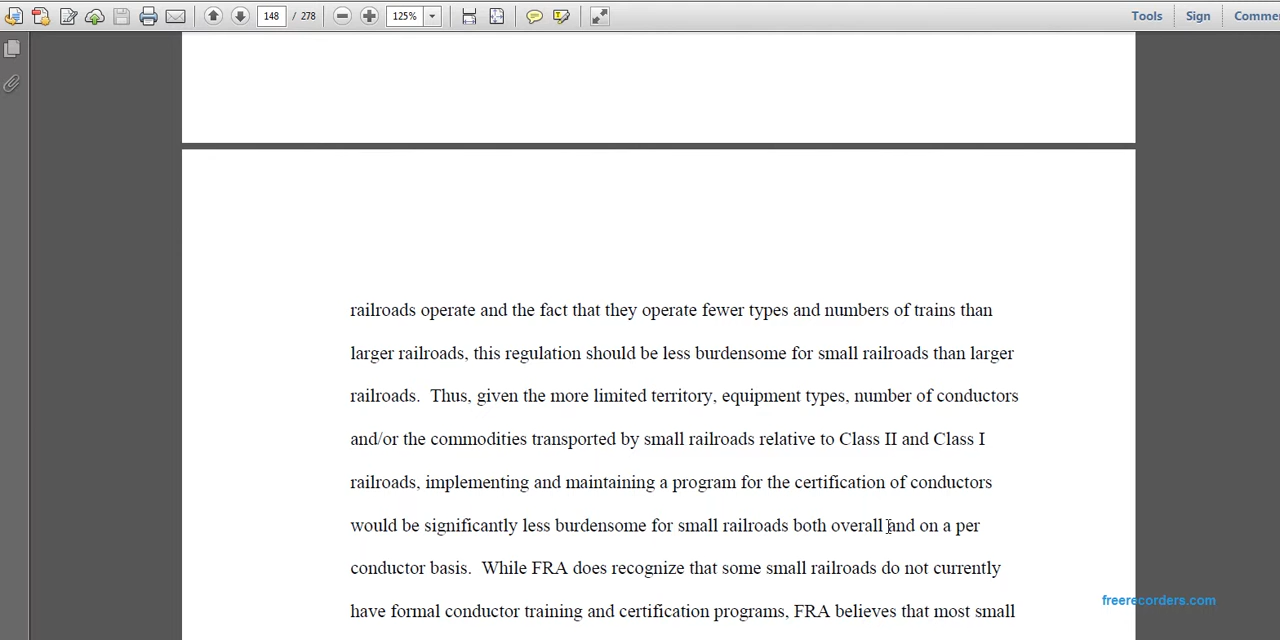 148 / 278 125% Tools Sign Comme
railroads operate and the fact that they operate fewer types and numbers of trains than
larger railroads, this regulation should be less burdensome for small railroads than larger
railroads.  Thus, given the more limited territory, equipment types, number of conductors
and/or the commodities transported by small railroads relative to Class II and Class I
railroads, implementing and maintaining a program for the certification of conductors
would be significantly less burdensome for small railroads both overall and on a per
conductor basis.  While FRA does recognize that some small railroads do not currently
have formal conductor training and certification programs, FRA believes that most small
freerecorders.com